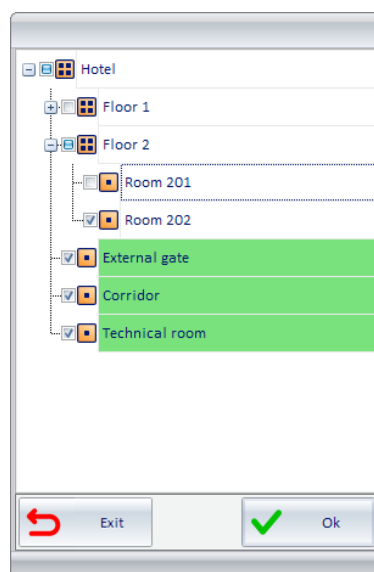 Hotel
Floor 1
Floor 2
Room 201
Room 202
External gate
Corridor
Technical room
Exit
Ok